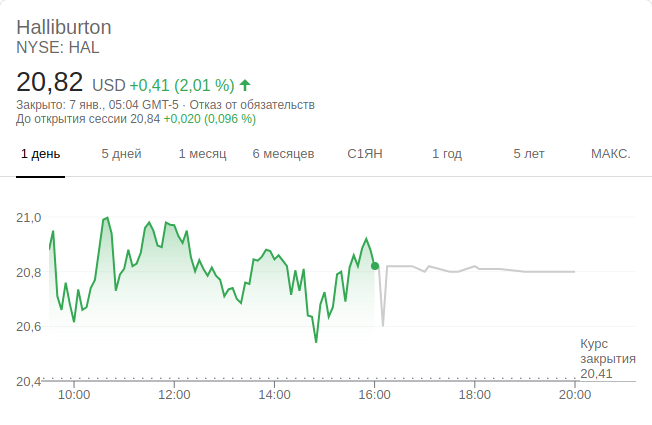 Halliburton
NYSE: HAL
20,82 USD +0,41 (2,01 %)
Закрыто: 7 янв., 05:04 GMT-5 · Отказ от обязательств
До открытия сессии 20,84 +0,020 (0,096 %)
1 день 5 дней 1 месяц 6 месяцев С1ЯН 1 год 5 лет МАКС.
21,0
20,8
20,6
Курс
закрытия
20,41
20,4
10:00 12:00 14:00 16:00 18:00 20:00